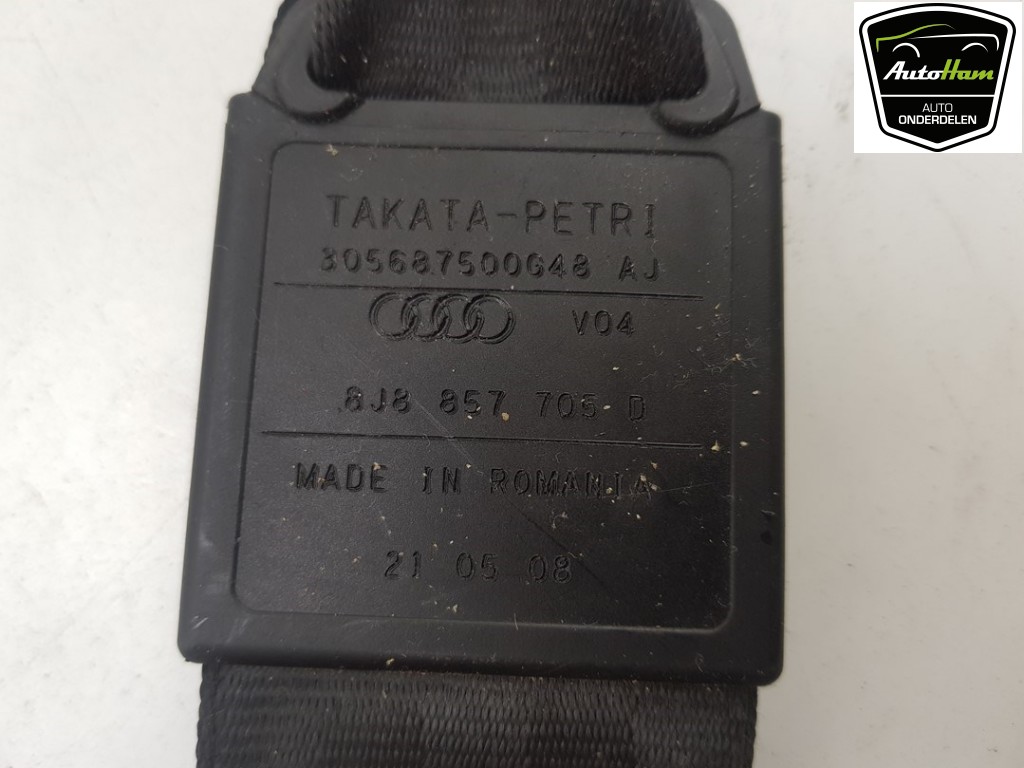 AutoHam
AUTO
ONDERDELEN
TAKATA-PETRI
305687500648 AJ
V04
8J8 857 705 D
MADE IN ROMANIA
21 05 08